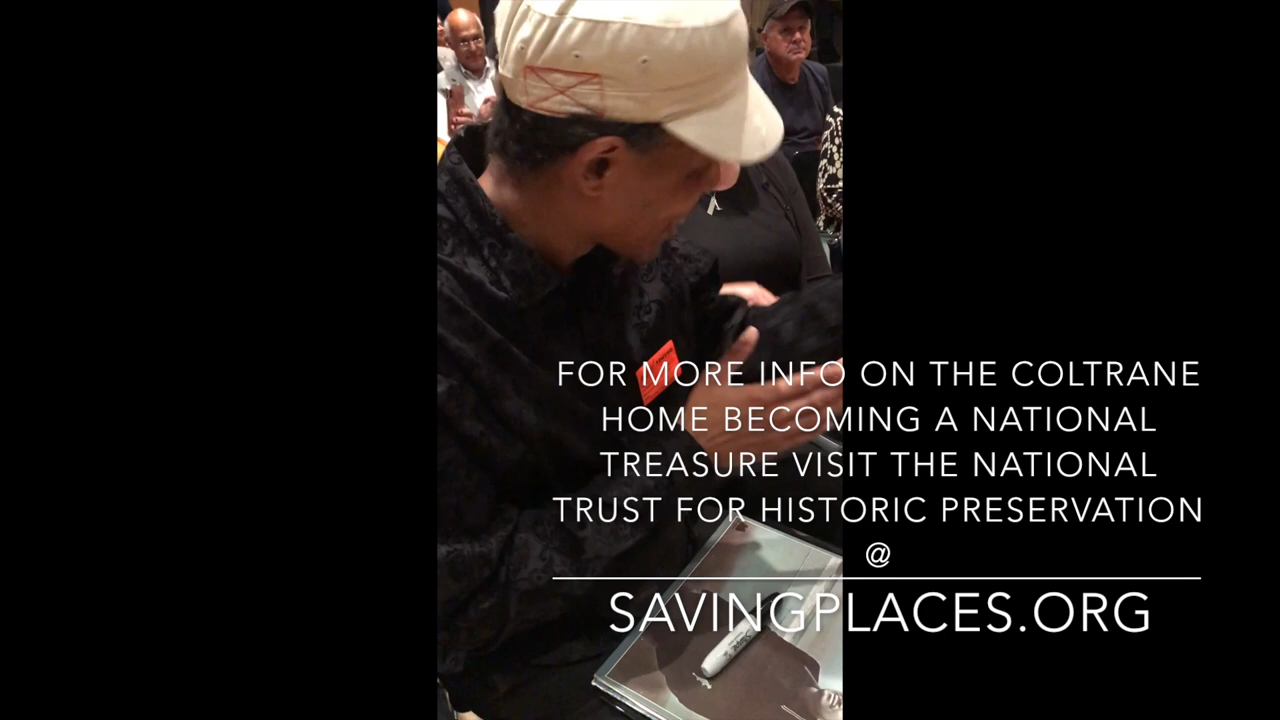 FOR MORE INFO ON THE COLTRANE
HOME BECOMING A NATIONAL
TREASURE VISIT THE NATIONAL
TRUST FOR HISTORIC PRESERVATION
@
SAVINGPLACES.ORG